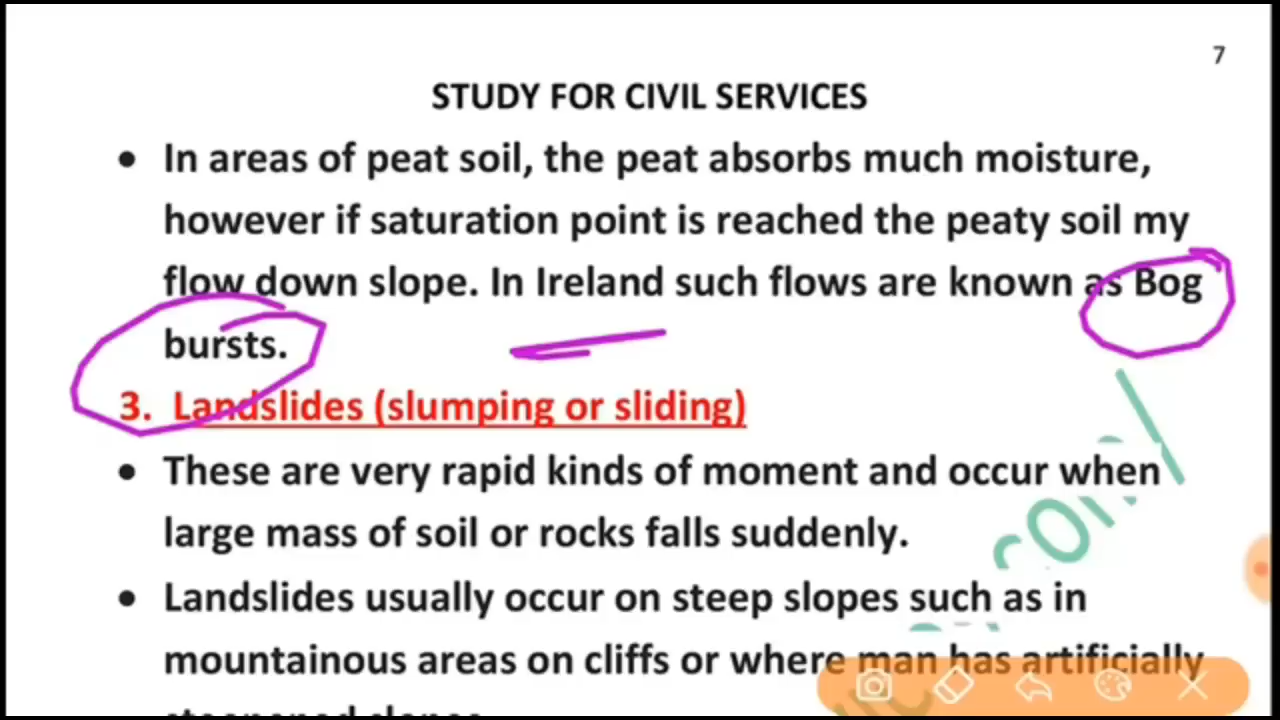 7
STUDY FOR CIVIL SERVICES
• In areas of peat soil, the peat absorbs much moisture,
however if saturation point is reached the peaty soil my
flow down slope. In Ireland such flows are known as Bog
bursts.
3. Landslides (slumping or sliding)
• These are very rapid kinds of moment and occur when
large mass of soil or rocks falls suddenly.
• Landslides usually occur on steep slopes such as in
mountainous areas on cliffs or where man has artificially